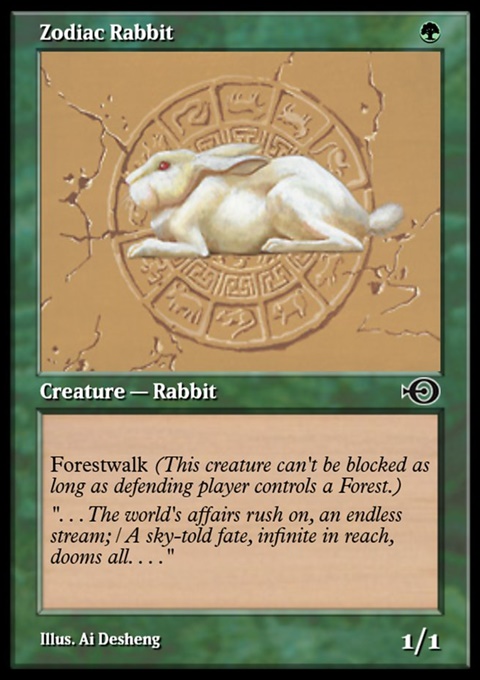 Zodiac Rabbit
Creature — Rabbit
Forestwalk (This creature can't be blocked as
long as defending player controls a Forest.)
". . . The world's affairs rush on, an endless
stream; / A sky-told fate, infinite in reach,
dooms all. . . ."
Illus. Ai Desheng
1/1